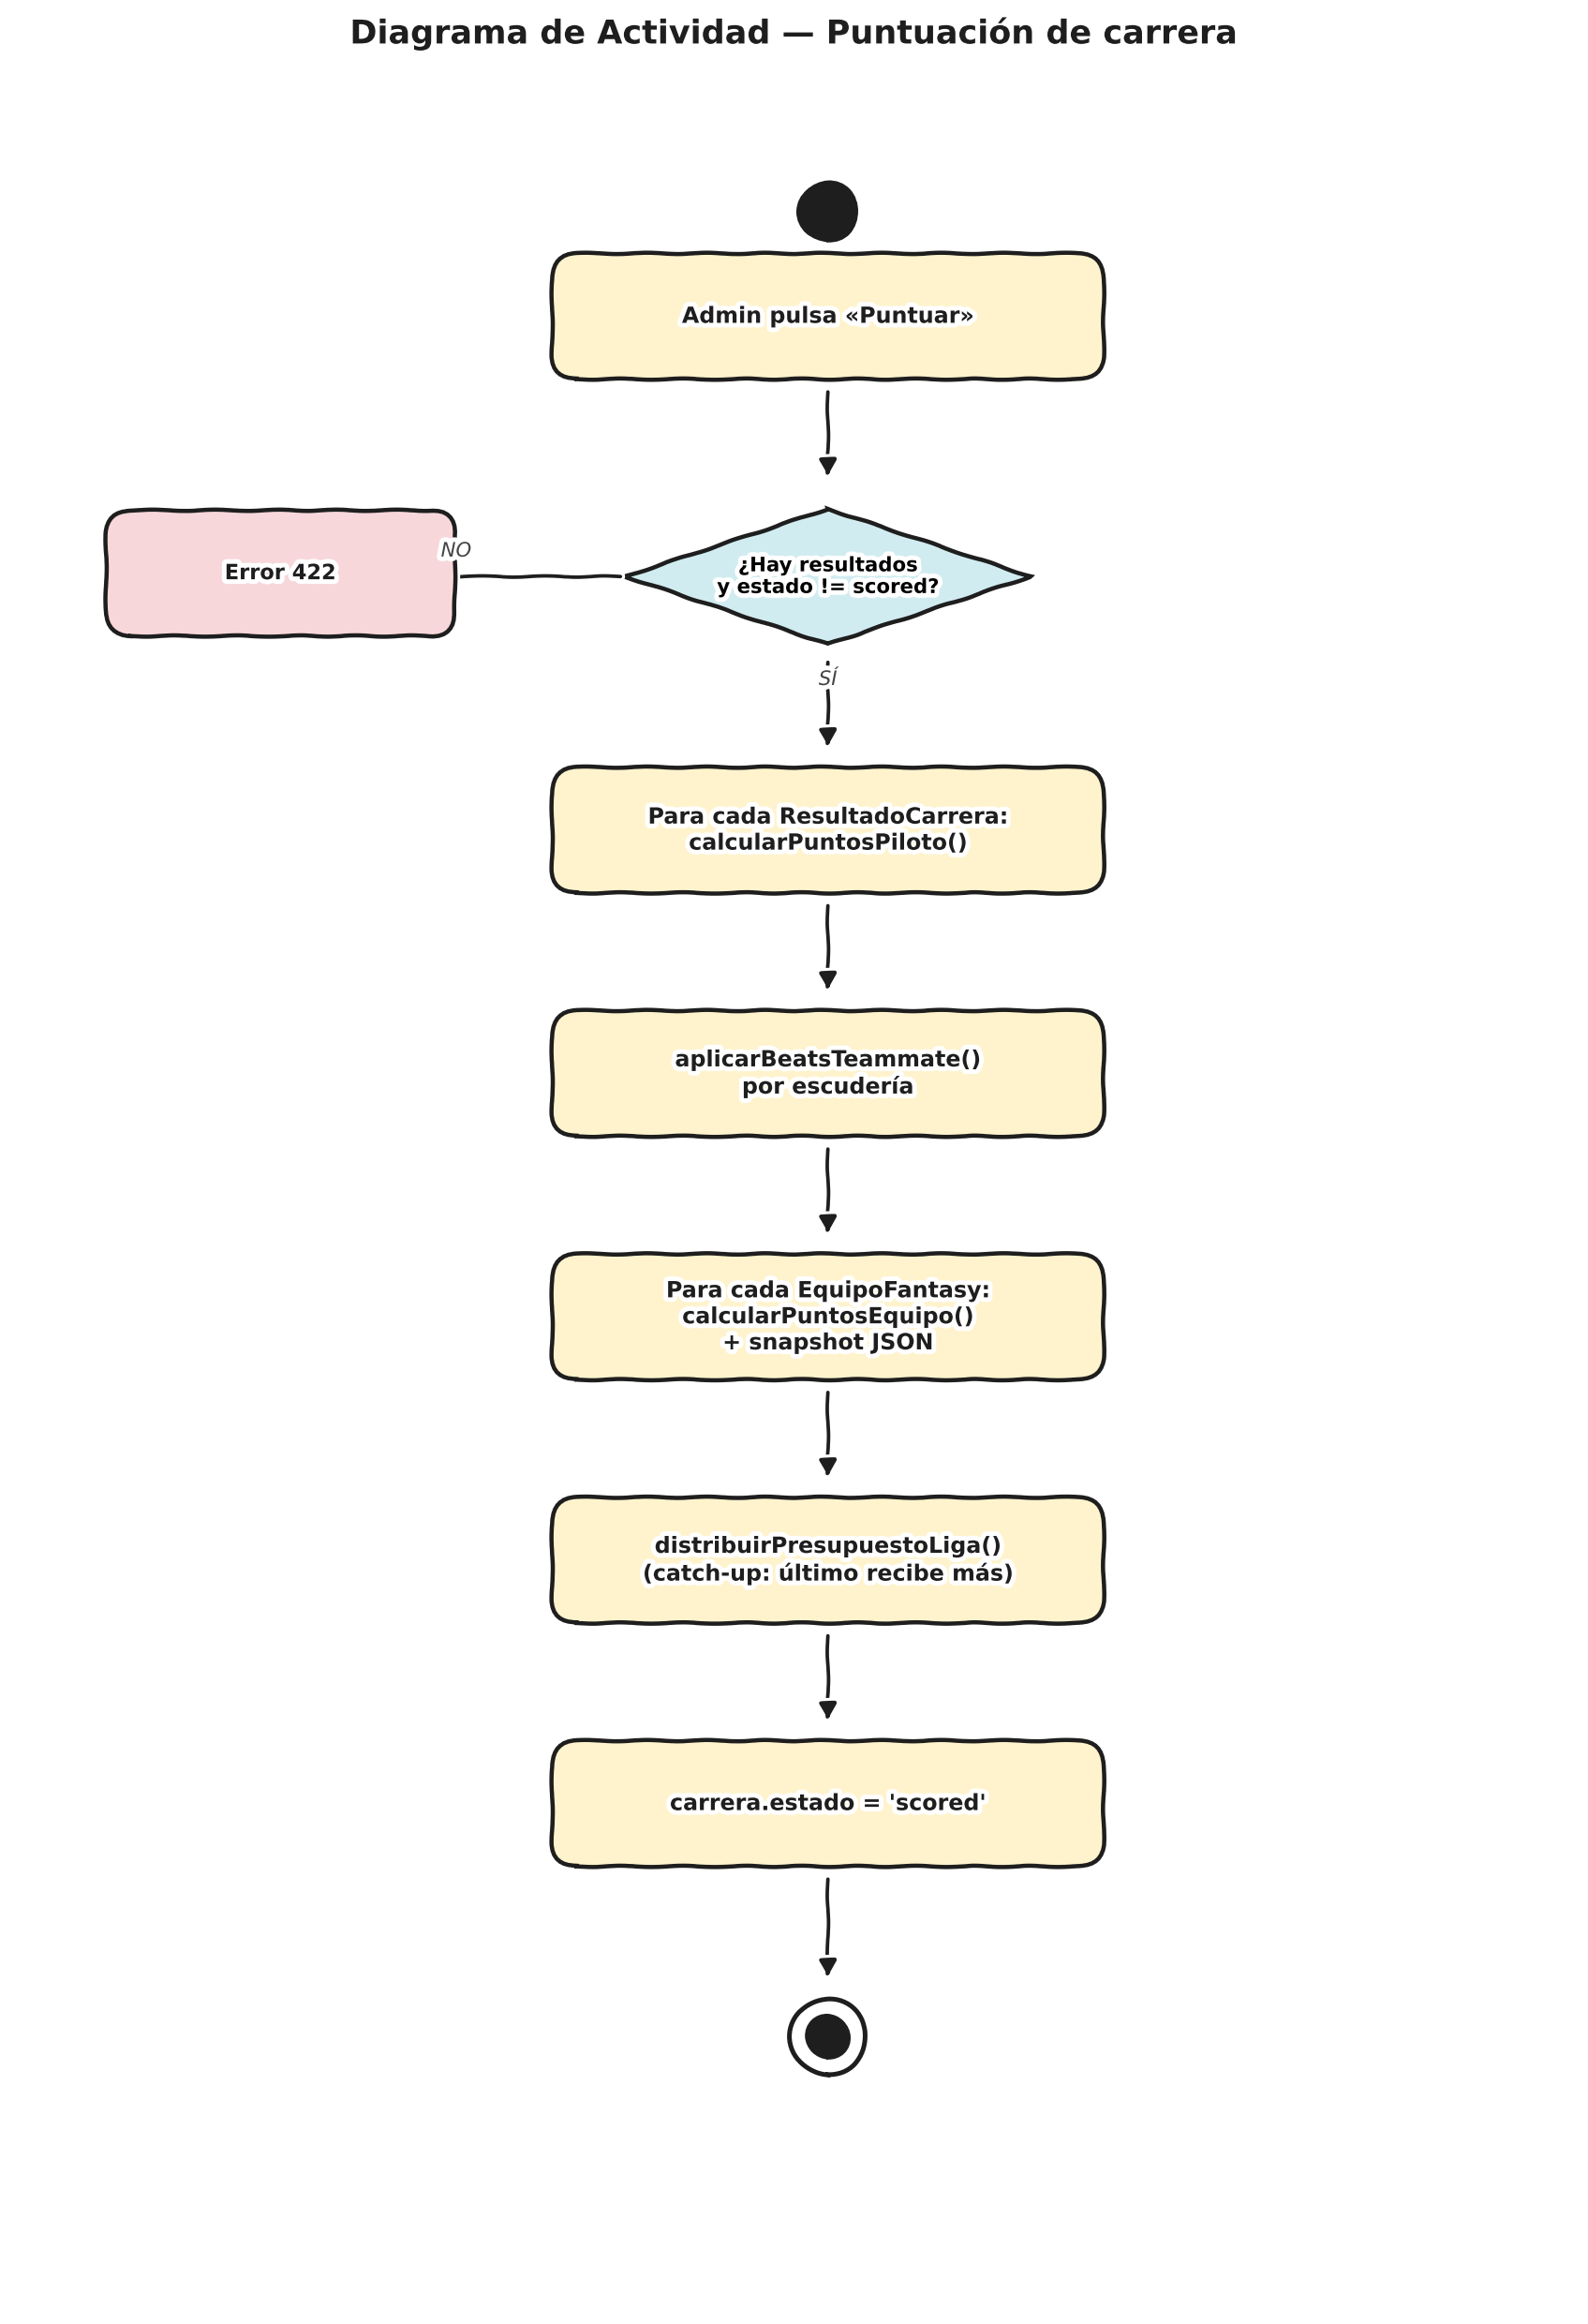 Diagrama de Actividad — Puntuación de carrera
Admin pulsa «Puntuar»
NO
Error 422
¿Hay resultados
y estado != scored?
SÍ
Para cada ResultadoCarrera:
calcularPuntosPiloto()
aplicarBeatsTeammate()
por escudería
Para cada EquipoFantasy:
calcularPuntosEquipo()
+ snapshot JSON
distribuirPresupuestoLiga()
(catch-up: último recibe más)
carrera.estado = 'scored'